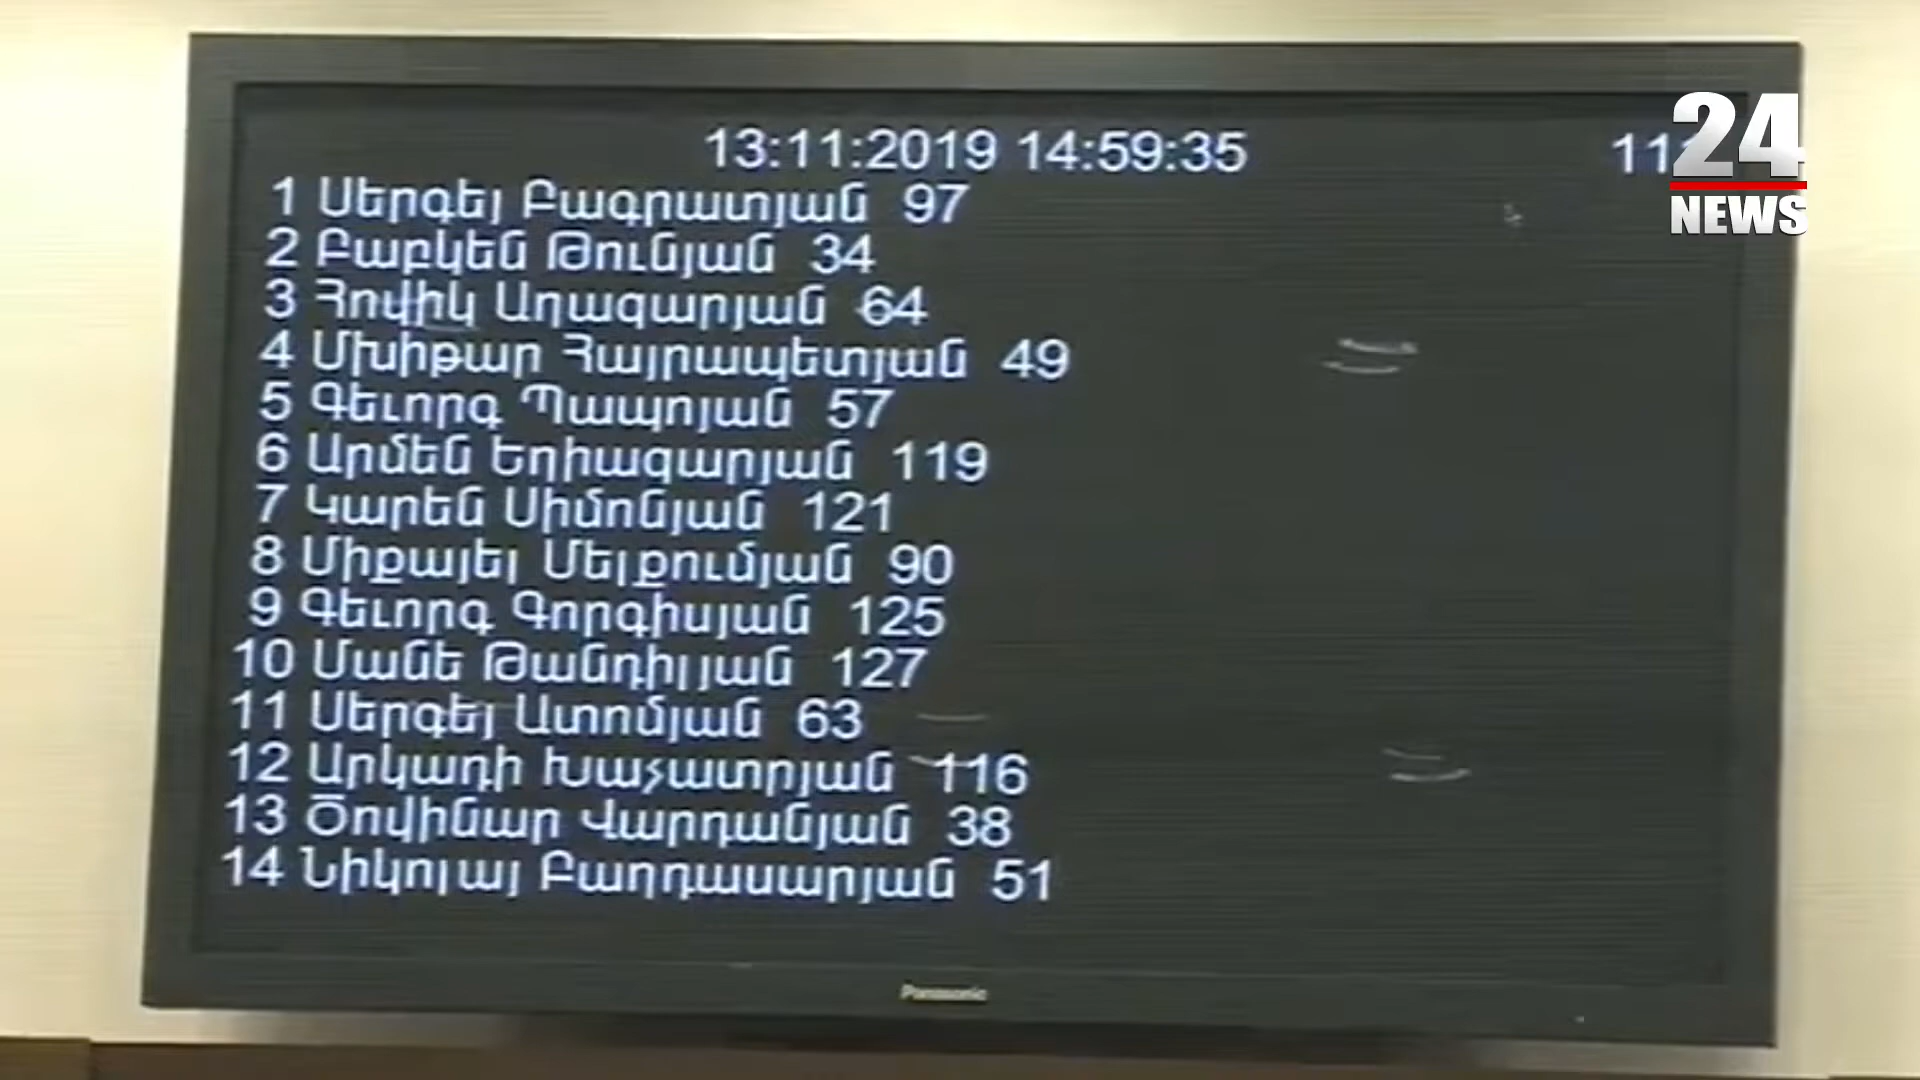 13:11:2019 14:59:35
24
NEWS
1 Սերգեյ Բագրատյան 97
2 Բաբկեն Թունյան 34
3 Հովիկ Աղազարյան 64
4 Մխիթար Հայրապետյան 49
5 Գեւորգ Պապոյան 57
6 Արմեն Եղիազարյան 119
7 Կարեն Սիմոնյան 121
8 Միքայել Մելքումյան 90
9 Գեւորգ Գորգիսյան 125
10 Մանե Թանդիլյան 127
11 Սերգեյ Ատոմյան 63
12 Արկադի Խաչատրյան 116
13 Ծովինար Վարդանյան 38
14 Նիկոլայ Բաղդասարյան 51
Panasonic